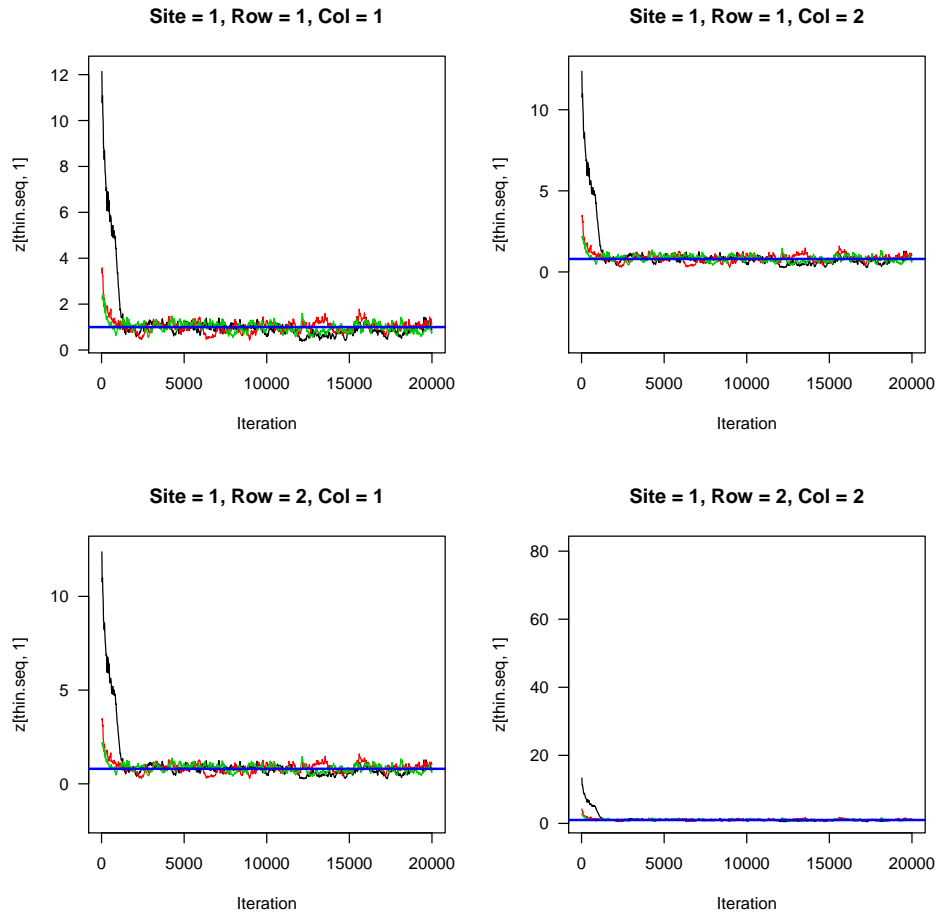 Site = 1, Row = 1, Col = 1
z[thin.seq, 1]
12
10
8
6
4
2
0
0 5000 10000 15000 20000
Iteration
Site = 1, Row = 1, Col = 2
z[thin.seq, 1]
10
5
0
0 5000 10000 15000 20000
Iteration
Site = 1, Row = 2, Col = 1
z[thin.seq, 1]
10
5
0
0 5000 10000 15000 20000
Iteration
Site = 1, Row = 2, Col = 2
z[thin.seq, 1]
80
60
40
20
0
0 5000 10000 15000 20000
Iteration